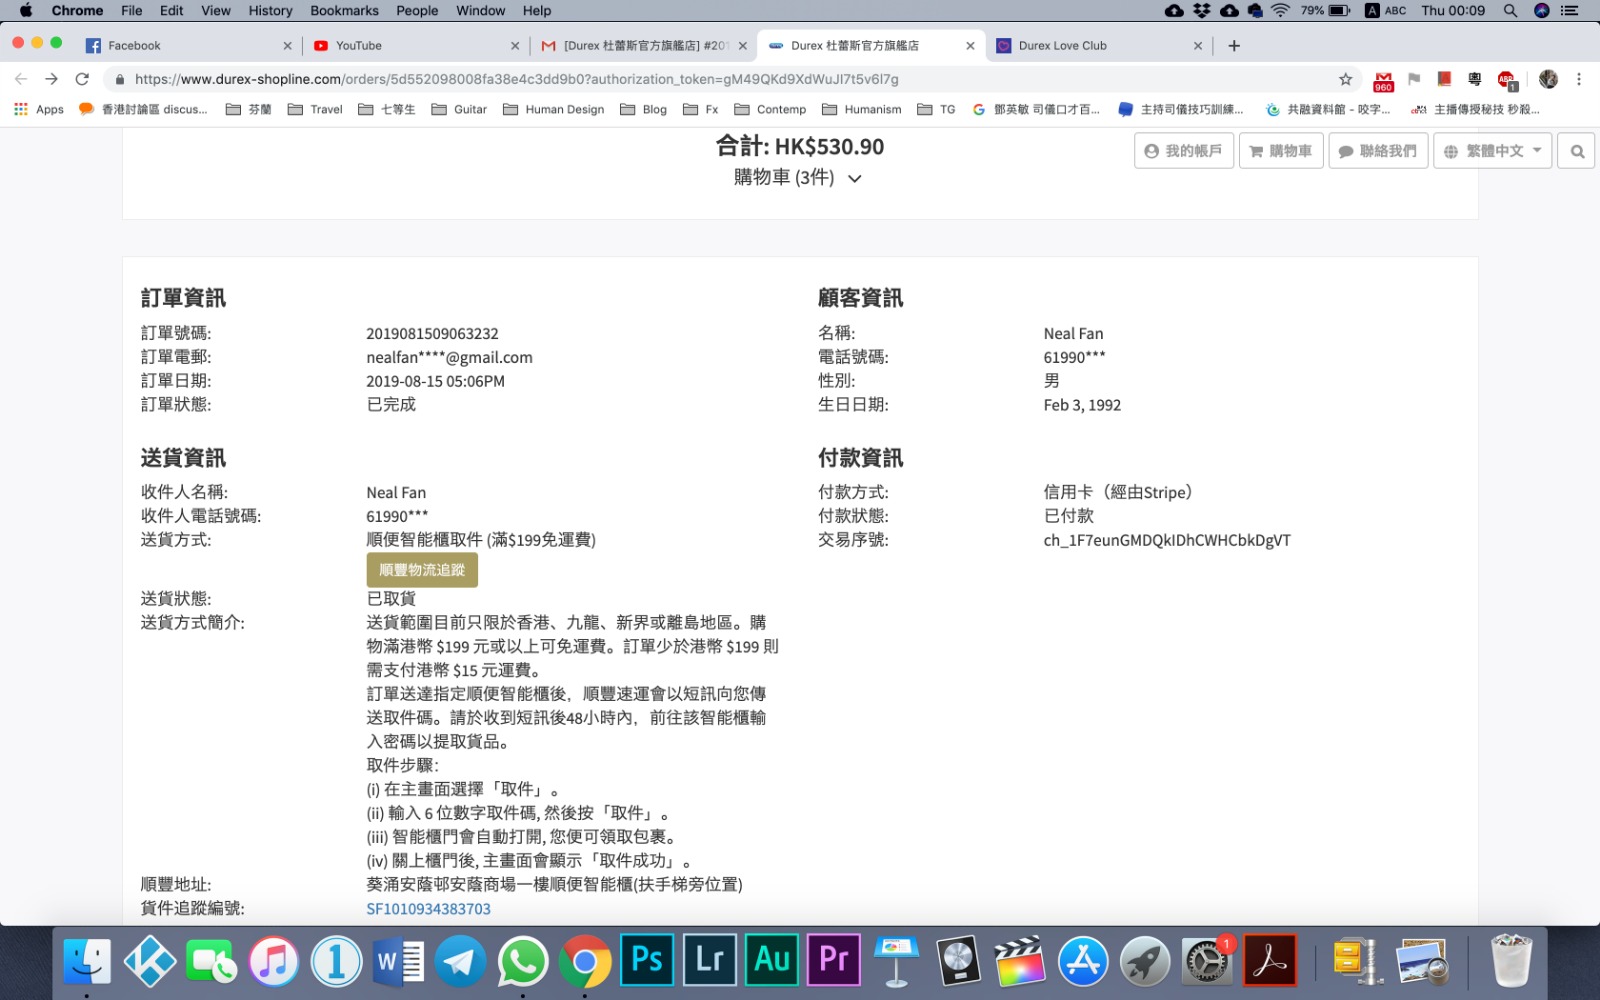 Chrome File Edit View History Bookmarks People Window Help 79% A ABC Thu 00:09
Facebook YouTube [Durex 杜蕾斯官方旗艦店] #201 Durex 杜蕾斯官方旗艦店 Durex Love Club
https://www.durex-shopline.com/orders/5d552098008fa38e4c3dd9b0?authorization_token=gM49QKd9XdWuJI7t5v6l7g 960 粵 ABP 1
Apps 香港討論區 discus... 芬蘭 Travel 七等生 Guitar Human Design Blog Fx Contemp Humanism TG 鄧英敏 司儀口才百... 主持司儀技巧訓練... 共融資料館 - 咬字... 主播傳授秘技 秒殺...
合計: HK$530.90
購物車 (3件)
我的帳戶 購物車 聯絡我們 繁體中文
訂單資訊
訂單號碼: 2019081509063232
訂單電郵: nealfan****@gmail.com
訂單日期: 2019-08-15 05:06PM
訂單狀態: 已完成
顧客資訊
名稱: Neal Fan
電話號碼: 61990***
性別: 男
生日日期: Feb 3, 1992
送貨資訊
收件人名稱: Neal Fan
收件人電話號碼: 61990***
送貨方式: 順便智能櫃取件 (滿$199免運費)
順豐物流追蹤
送貨狀態: 已取貨
送貨方式簡介: 送貨範圍目前只限於香港、九龍、新界或離島地區。購
物滿港幣 $199 元或以上可免運費。訂單少於港幣 $199 則
需支付港幣 $15 元運費。
訂單送達指定順便智能櫃後，順豐速運會以短訊向您傳
送取件碼。請於收到短訊後48小時內，前往該智能櫃輸
入密碼以提取貨品。
取件步驟：
(i) 在主畫面選擇「取件」。
(ii) 輸入 6 位數字取件碼, 然後按「取件」。
(iii) 智能櫃門會自動打開, 您便可領取包裹。
(iv) 關上櫃門後, 主畫面會顯示「取件成功」。
順豐地址: 葵涌安蔭邨安蔭商場一樓順便智能櫃(扶手梯旁位置)
貨件追蹤編號: SF1010934383703
付款資訊
付款方式: 信用卡（經由Stripe）
付款狀態: 已付款
交易序號: ch_1F7eunGMDQkIDhCWHCbkDgVT
1 W Ps Lr Au Pr 1